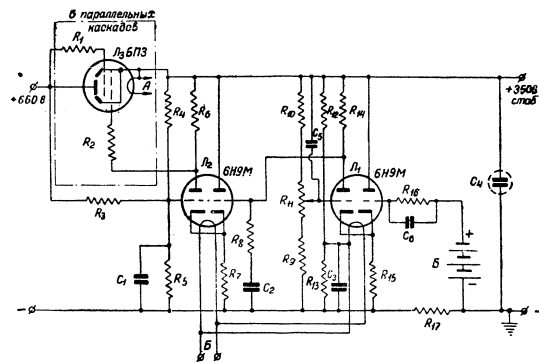 6 параллельных
каскадов
R1
Л3 6П3
A
R2
+660 В
R4
R6
R10
R12
R14
C5
+350В
стаб
Л2
6Н9М
Л1
6Н9М
C4
R3
R11
R16
C6
R8
R9
Б
+
−
C1
R5
R7
C2
R13
C3
R15
R17
Б